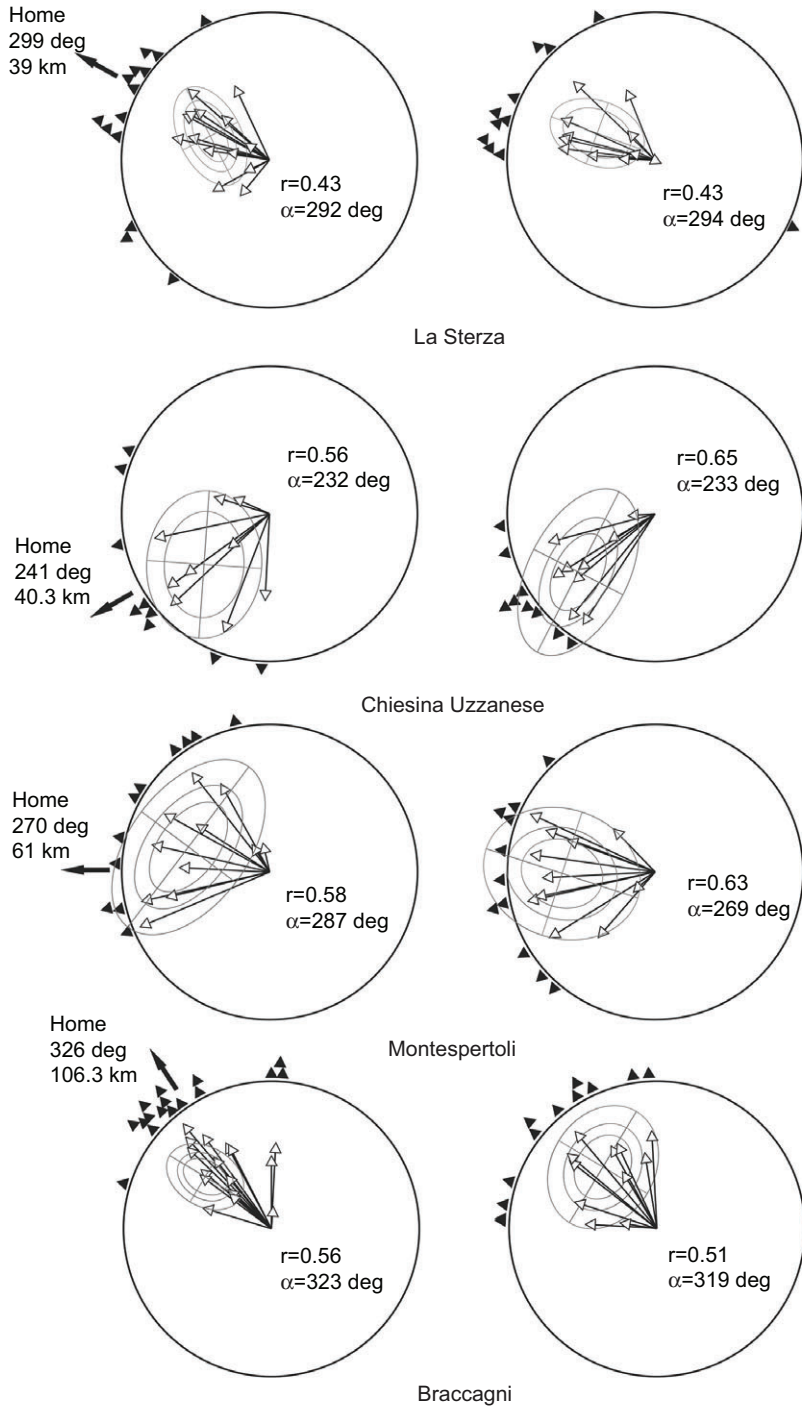 Home
299 deg
39 km
r=0.43
α=292 deg
r=0.43
α=294 deg
La Sterza
r=0.56
α=232 deg
r=0.65
α=233 deg
Home
241 deg
40.3 km
Chiesina Uzzanese
Home
270 deg
61 km
r=0.58
α=287 deg
r=0.63
α=269 deg
Montespertoli
Home
326 deg
106.3 km
r=0.56
α=323 deg
r=0.51
α=319 deg
Braccagni